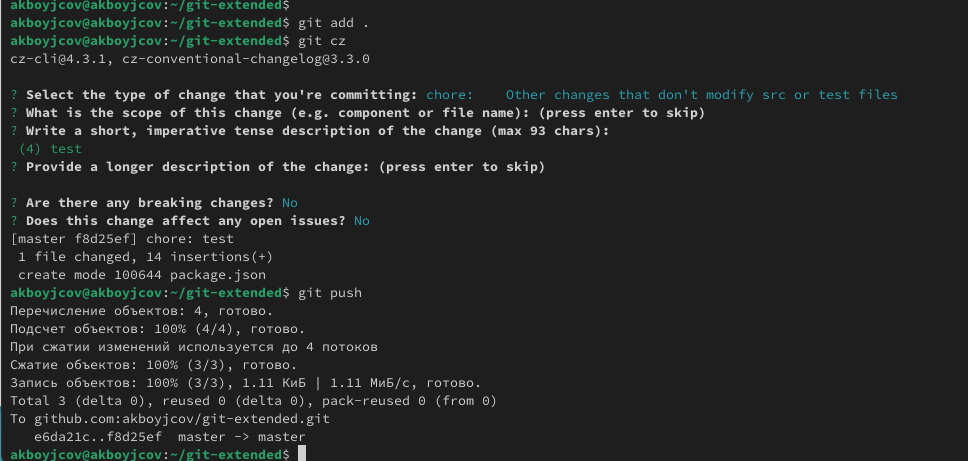 akboyjcov@akboyjcov:~/git-extended$
akboyjcov@akboyjcov:~/git-extended$ git add .
akboyjcov@akboyjcov:~/git-extended$ git cz
cz-cli@4.3.1, cz-conventional-changelog@3.3.0
? Select the type of change that you're committing: chore:    Other changes that don't modify src or test files
? What is the scope of this change (e.g. component or file name): (press enter to skip)
? Write a short, imperative tense description of the change (max 93 chars):
 (4) test
? Provide a longer description of the change: (press enter to skip)
? Are there any breaking changes? No
? Does this change affect any open issues? No
[master f8d25ef] chore: test
 1 file changed, 14 insertions(+)
 create mode 100644 package.json
akboyjcov@akboyjcov:~/git-extended$ git push
Перечисление объектов: 4, готово.
Подсчет объектов: 100% (4/4), готово.
При сжатии изменений используется до 4 потоков
Сжатие объектов: 100% (3/3), готово.
Запись объектов: 100% (3/3), 1.11 КиБ | 1.11 МиБ/с, готово.
Total 3 (delta 0), reused 0 (delta 0), pack-reused 0 (from 0)
To github.com:akboyjcov/git-extended.git
   e6da21c..f8d25ef  master -> master
akboyjcov@akboyjcov:~/git-extended$